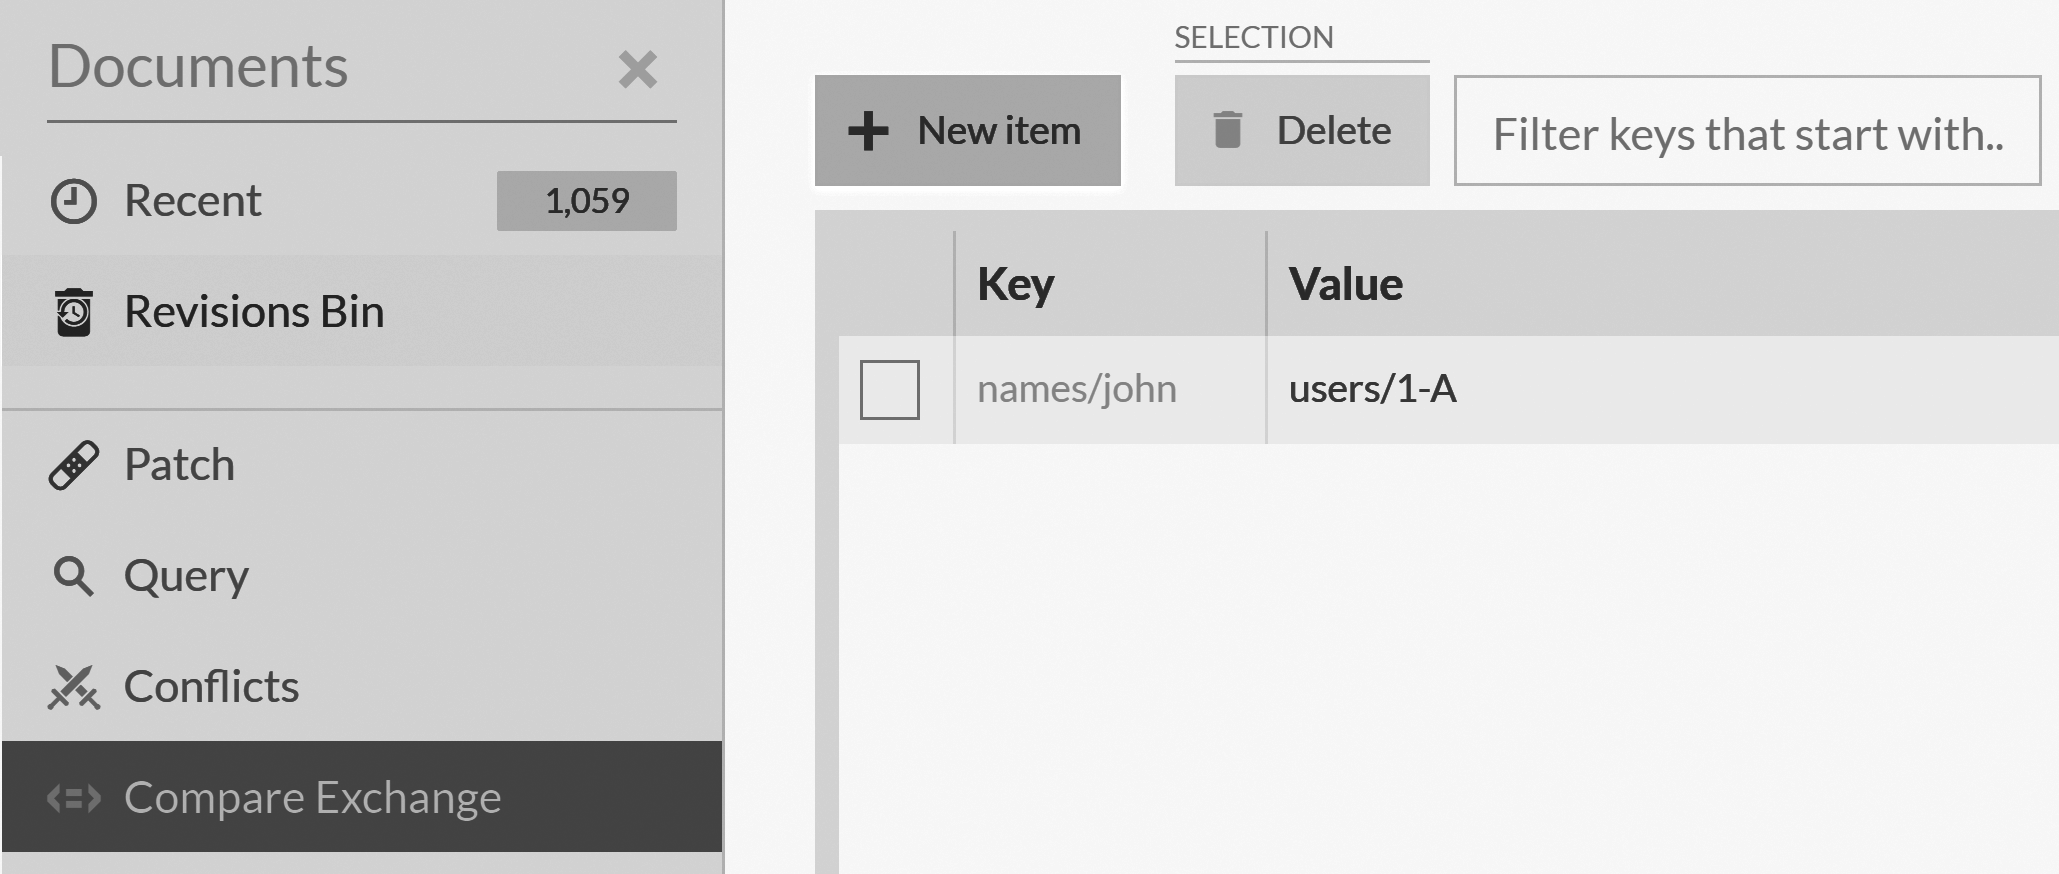 Documents
Recent 1,059
Revisions Bin
Patch
Query
Conflicts
Compare Exchange
SELECTION
New item
Delete
Filter keys that start with..
Key Value
names/john users/1-A